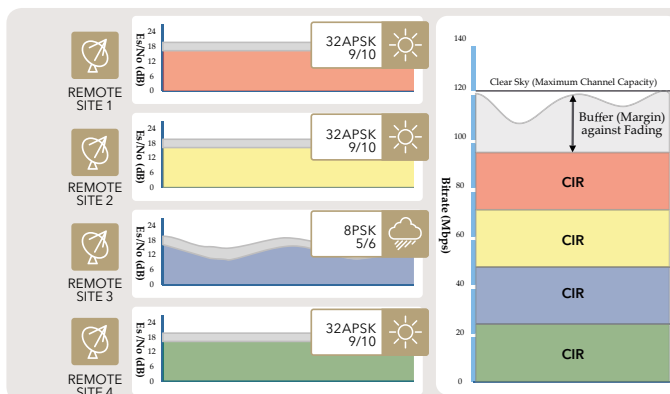 24
18
12
6
0
Es/No (dB)
32APSK
9/10
REMOTE
SITE 1
24
18
12
6
0
Es/No (dB)
32APSK
9/10
REMOTE
SITE 2
24
18
12
6
0
Es/No (dB)
8PSK
5/6
REMOTE
SITE 3
24
18
12
6
0
Es/No (dB)
32APSK
9/10
REMOTE
SITE 4
140
120
100
80
60
40
20
0
Bitrate (Mbps)
Clear Sky (Maximum Channel Capacity)
Buffer (Margin)
against Fading
CIR
CIR
CIR
CIR